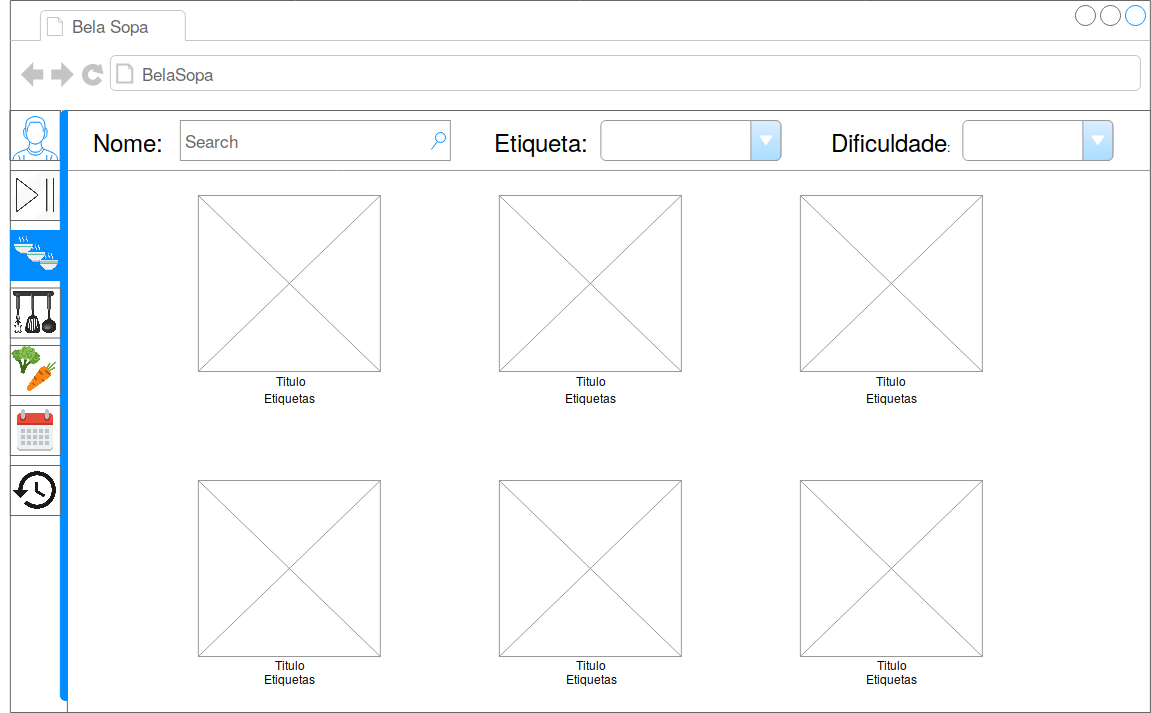 Bela Sopa
BelaSopa
Nome: Search Etiqueta: Dificuldade:
Titulo Titulo Titulo
Etiquetas Etiquetas Etiquetas
Titulo Titulo Titulo
Etiquetas Etiquetas Etiquetas